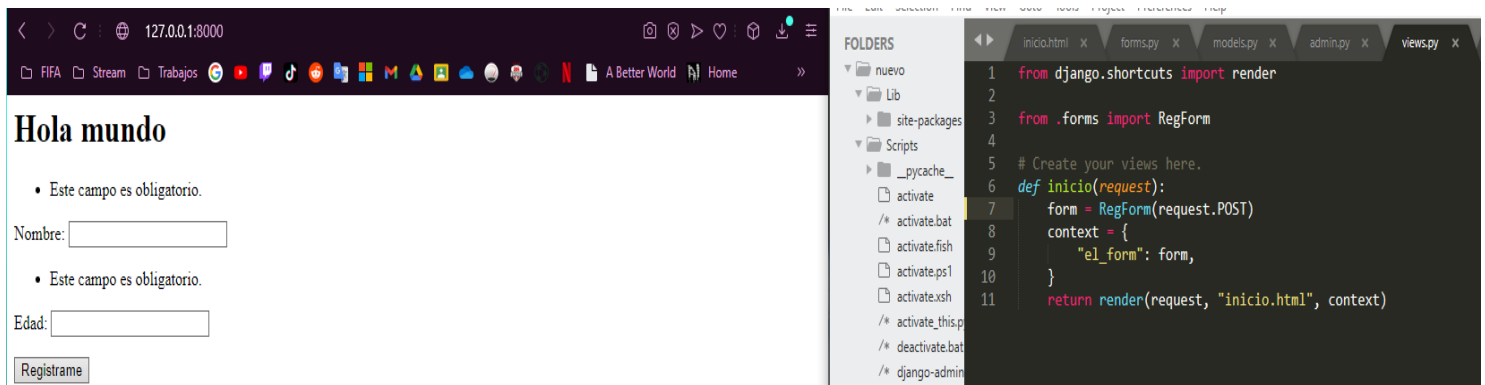 127.0.0.1:8000
FIFA Stream Trabajos A Better World Home »
Hola mundo
• Este campo es obligatorio.
Nombre:
• Este campo es obligatorio.
Edad:
Registrame
FOLDERS
nuevo
Lib
site-packages
Scripts
__pycache__
activate
/* activate.bat
activate.fish
activate.ps1
activate.xsh
/* activate_this.p
/* deactivate.bat
/* django-admin
inicio.html x forms.py x models.py x admin.py x views.py x
1 from django.shortcuts import render
2
3 from .forms import RegForm
4
5 # Create your views here.
6 def inicio(request):
7 form = RegForm(request.POST)
8 context = {
9 "el_form": form,
10 }
11 return render(request, "inicio.html", context)